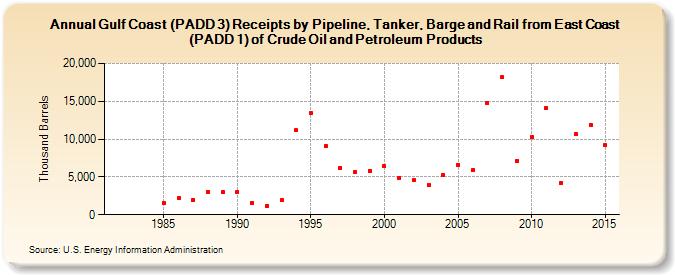 Annual Gulf Coast (PADD 3) Receipts by Pipeline, Tanker, Barge and Rail from East Coast
(PADD 1) of Crude Oil and Petroleum Products
Thousand Barrels
20,000
15,000
10,000
5,000
0
1985 1990 1995 2000 2005 2010 2015
Source: U.S. Energy Information Administration